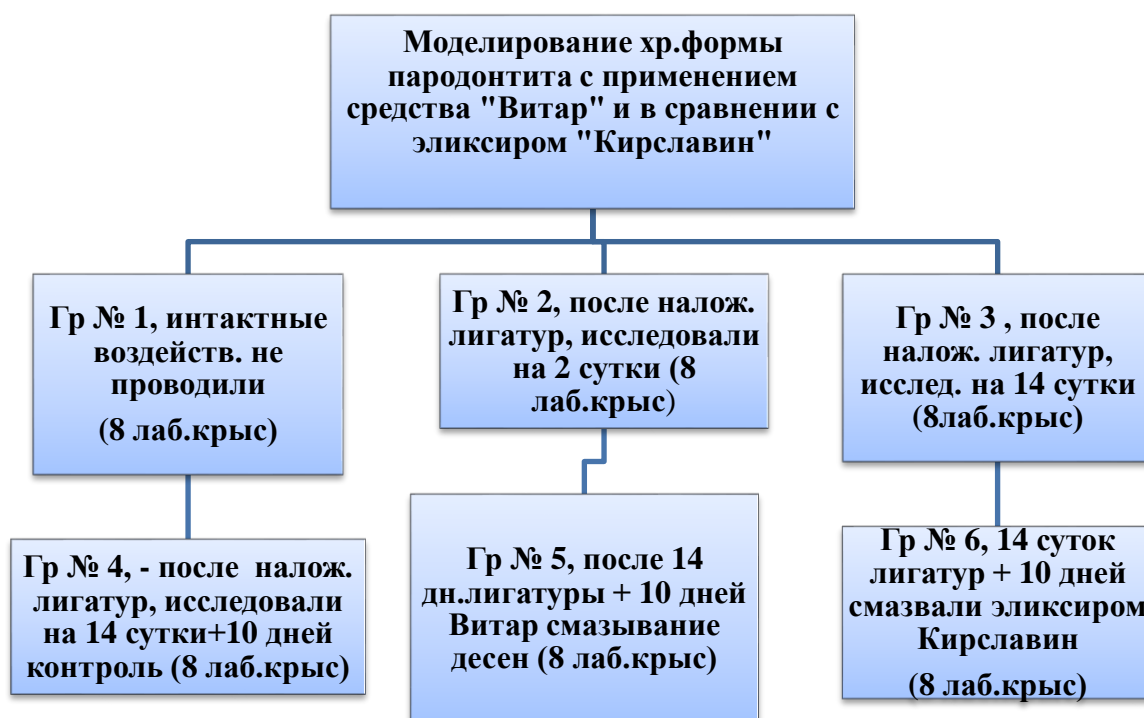 Моделирование хр.формы
пародонтита с применением
средства "Витар" и в сравнении с
эликсиром "Кирславин"
Гр № 1, интактные
воздейств. не
проводили
(8 лаб.крыс)
Гр № 2, после налож.
лигатур, исследовали
на 2 сутки (8
лаб.крыс)
Гр № 3 , после
налож. лигатур,
исслед. на 14 сутки
(8лаб.крыс)
Гр № 4, - после налож.
лигатур, исследовали
на 14 сутки+10 дней
контроль (8 лаб.крыс)
Гр № 5, после 14
дн.лигатуры + 10 дней
Витар смазывание
десен (8 лаб.крыс)
Гр № 6, 14 суток
лигатур + 10 дней
смазвали эликсиром
Кирславин
(8 лаб.крыс)